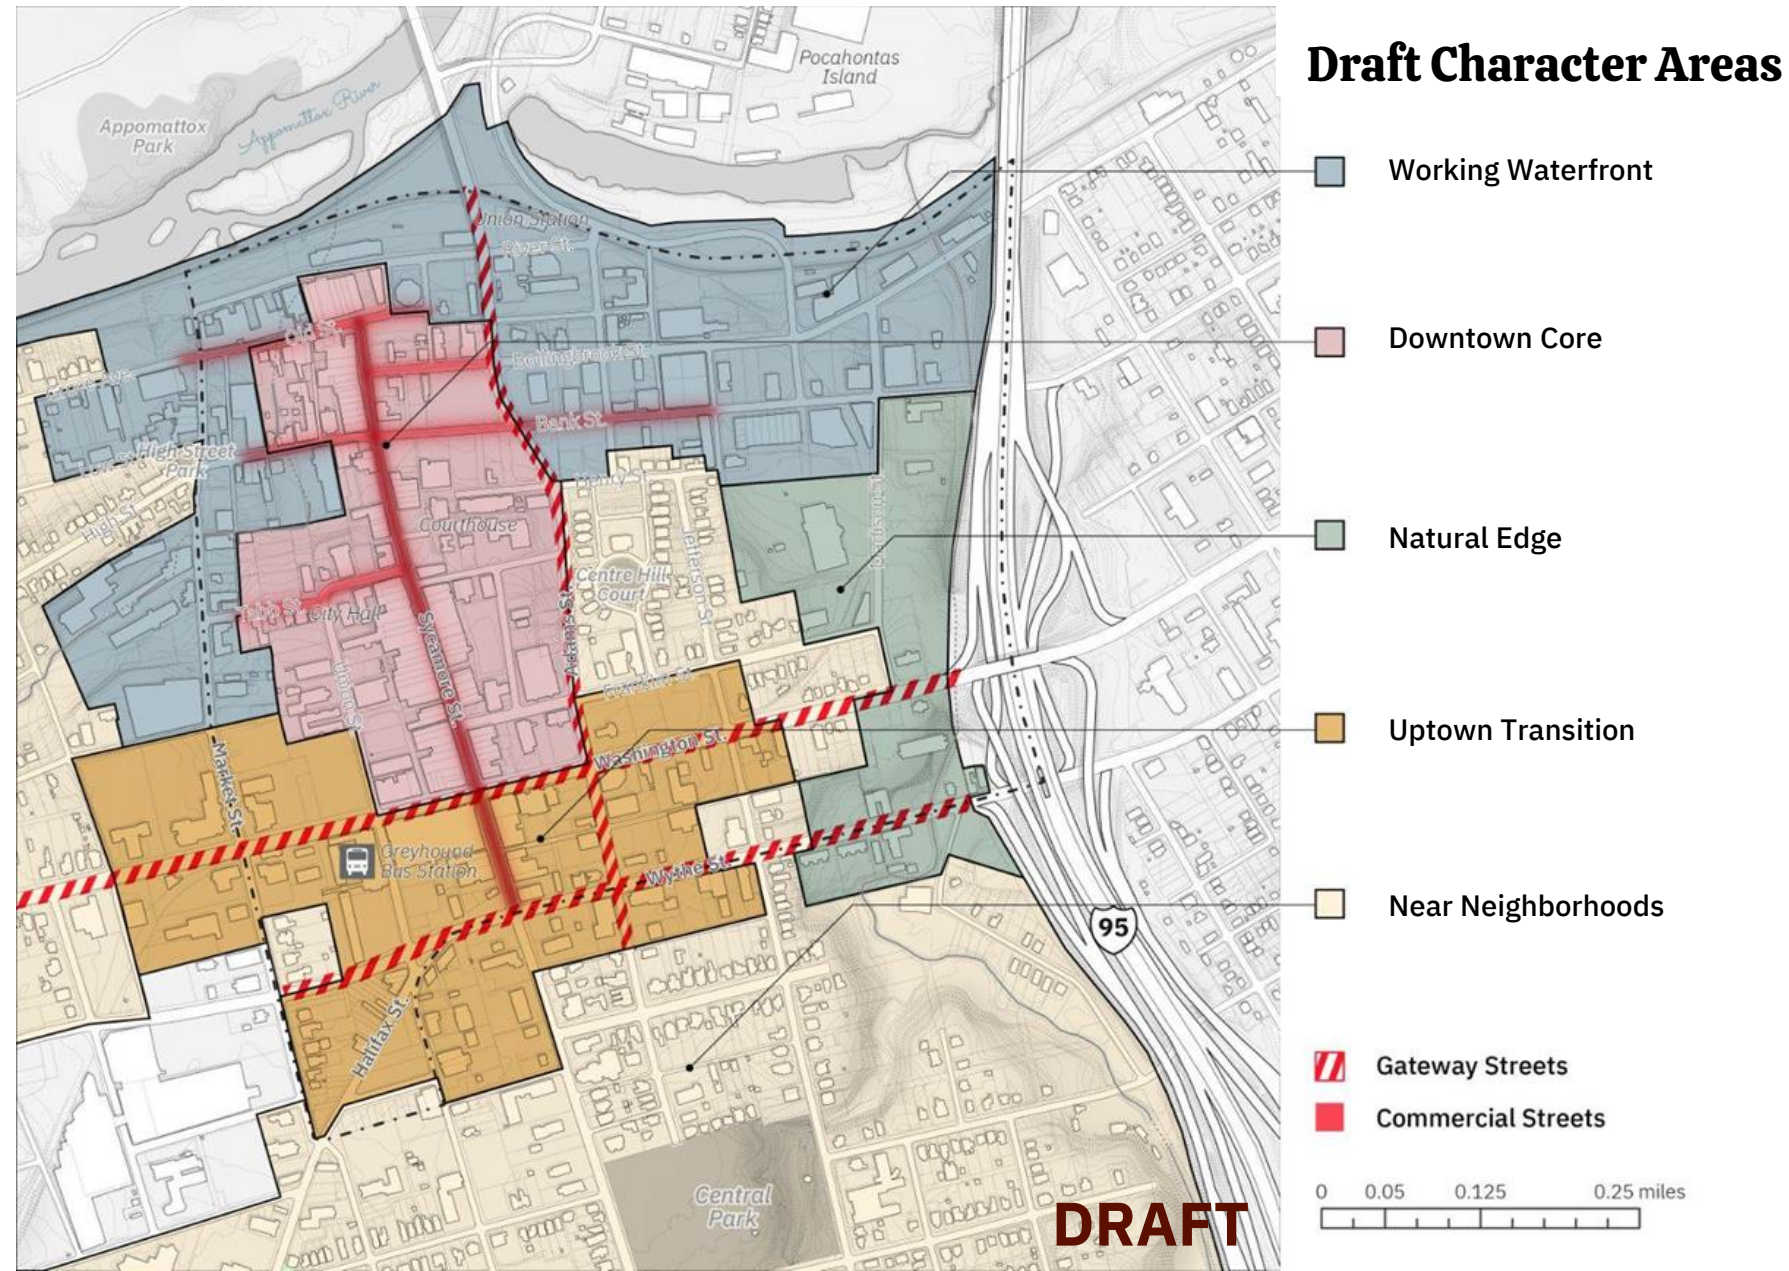 Draft Character Areas
Pocahontas
Island
Appomattox
Park
Appomattox River
Working Waterfront
Union Station
River St.
Old St.
Downtown Core
Bollingbrook St.
Grove Ave.
Bank St.
High Street
Park
Henry St.
High St.
Courthouse
Jefferson St.
Natural Edge
Centre Hill
Court
City Hall
Adams St.
Sycamore St.
Union St.
Franklin St.
Washington St.
Uptown Transition
Market St.
Greyhound
Bus Station
Wythe St.
Near Neighborhoods
95
Halifax St.
Gateway Streets
Commercial Streets
Central
Park
DRAFT
0 0.05 0.125 0.25 miles